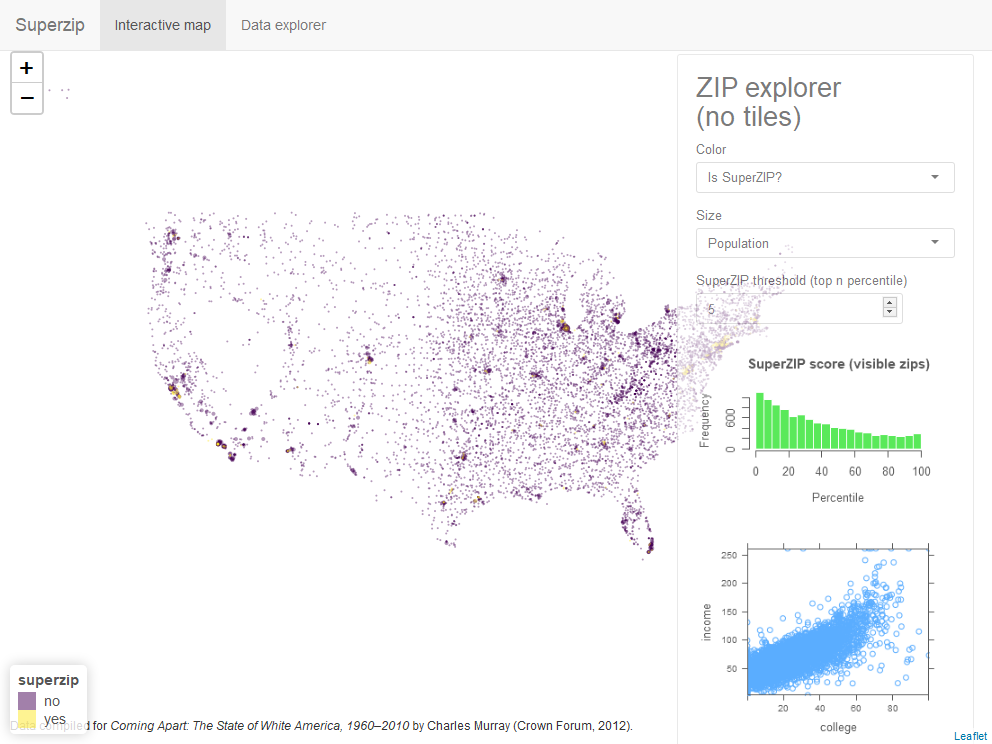 Superzip
Interactive map
Data explorer
+
−
ZIP explorer
(no tiles)
Color
Is SuperZIP?
Size
Population
SuperZIP threshold (top n percentile)
5
SuperZIP score (visible zips)
Frequency
600
0
0 20 40 60 80 100
Percentile
250
200
150
100
50
income
20 40 60 80
college
superzip
no
yes
Data compiled for Coming Apart: The State of White America, 1960–2010 by Charles Murray (Crown Forum, 2012).
Leaflet